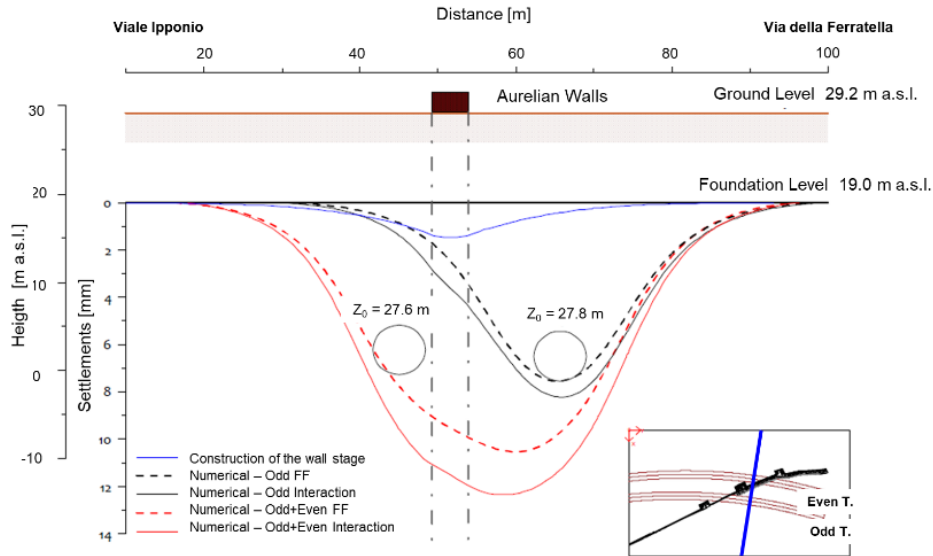 Distance [m]
Viale Ipponio
Via della Ferratella
20 40 60 80 100
Aurelian Walls
Ground Level 29.2 m a.s.l.
Foundation Level 19.0 m a.s.l.
Heigth [m a.s.l.]
30
20
10
0
-10
Settlements [mm]
0
2
4
6
8
10
12
14
Z0 = 27.6 m
Z0 = 27.8 m
Construction of the wall stage
Numerical – Odd FF
Numerical – Odd Interaction
Numerical – Odd+Even FF
Numerical – Odd+Even Interaction
Even T.
Odd T.